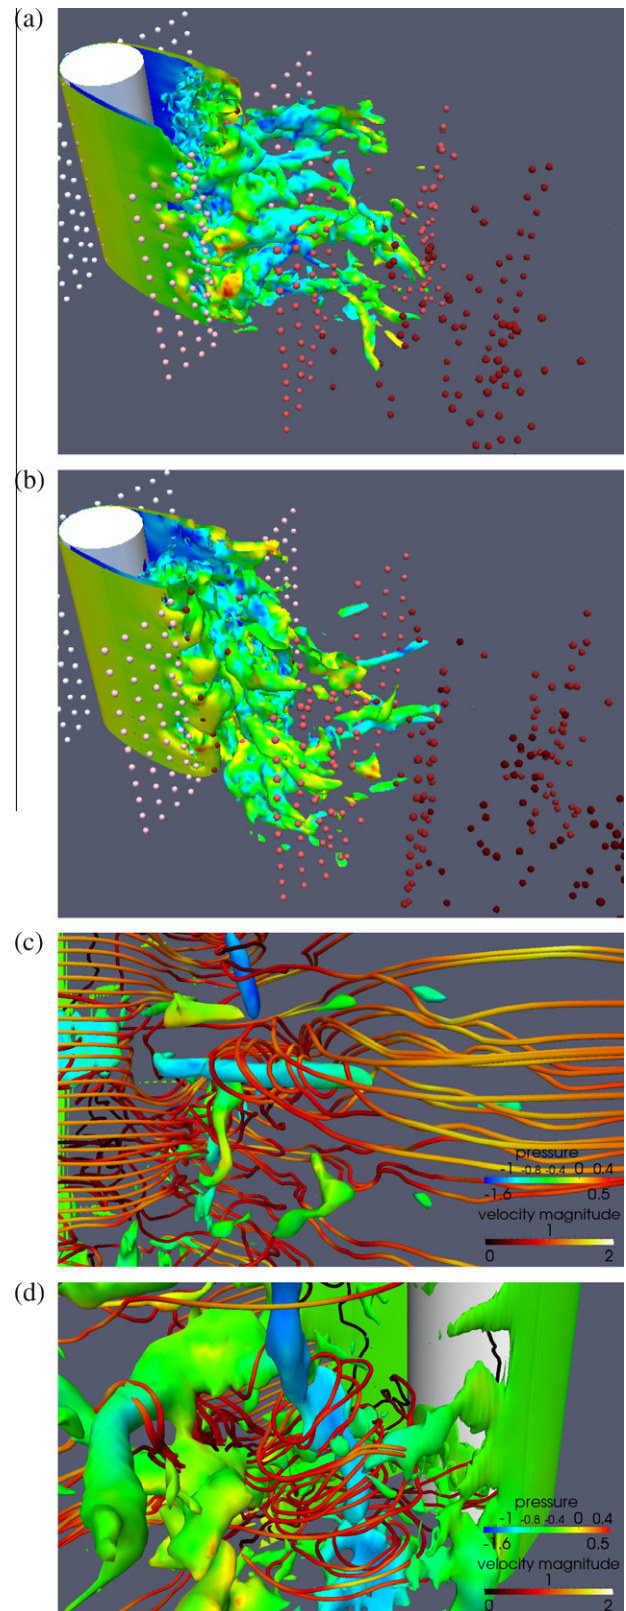 (a)
(b)
(c)
pressure
-1 -0.8 -0.4 0 0.4
-1.6 0.5
velocity magnitude
1
0 2
(d)
pressure
-1 -0.8 -0.4 0 0.4
-1.6 0.5
velocity magnitude
1
0 2